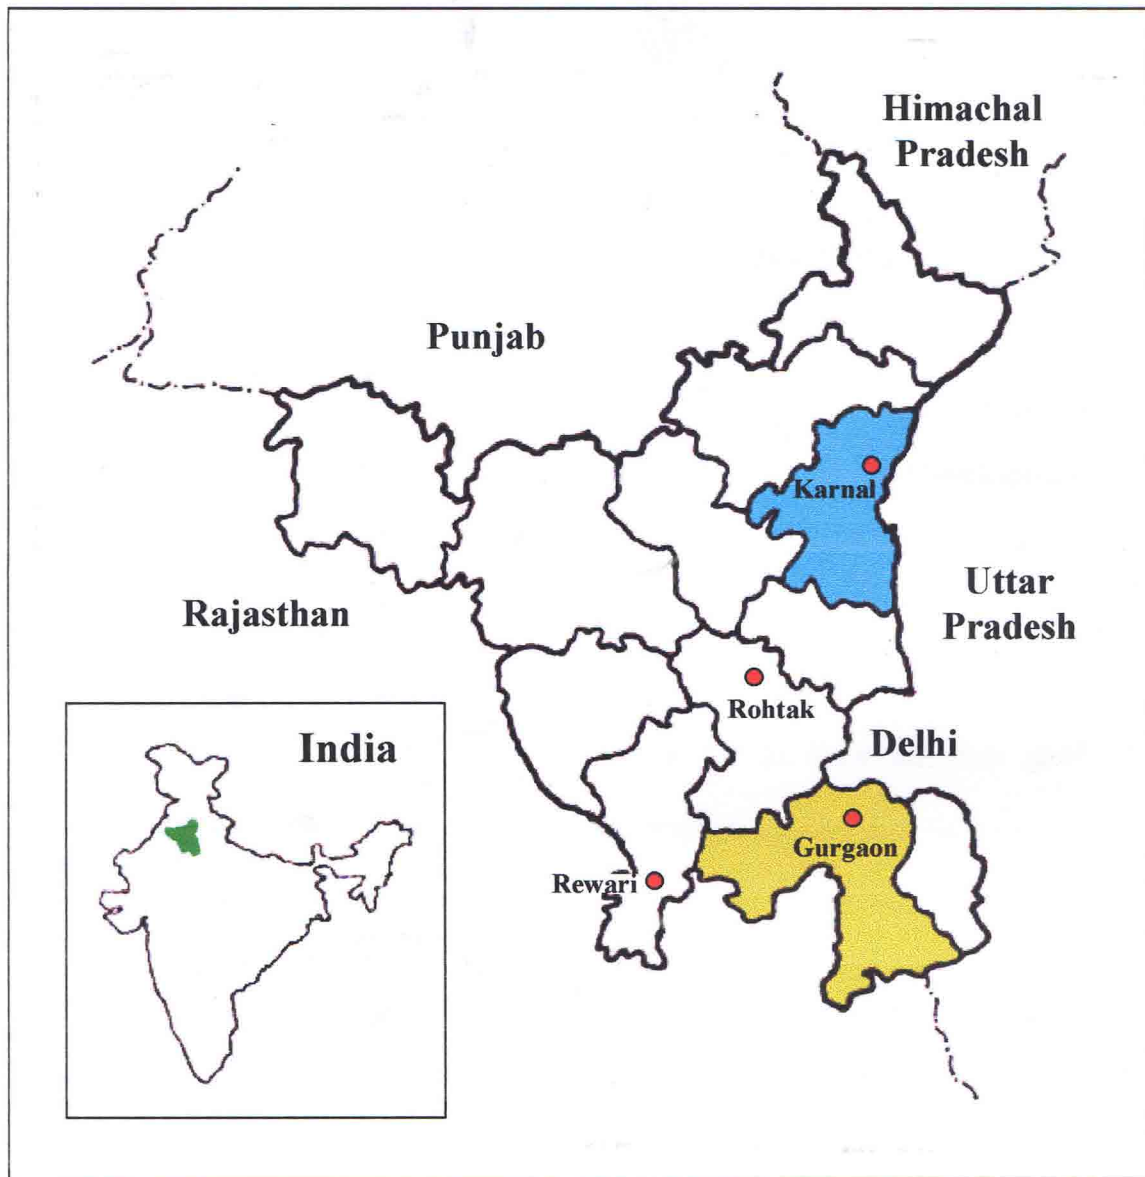 Himachal
Pradesh
Punjab
Karnal
Uttar
Pradesh
Rajasthan
Rohtak
Delhi
India
Gurgaon
Rewari